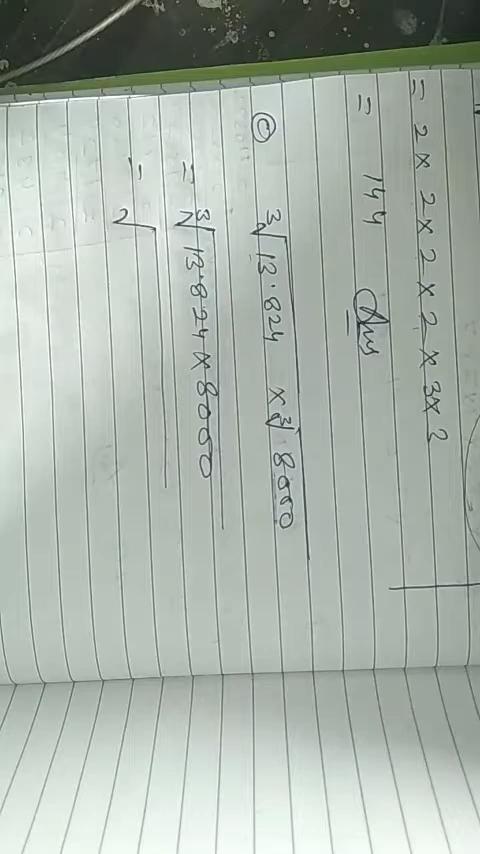 = 2 × 2 × 2 × 2 × 3 × 3
= 144 Ans
ⓒ ∛13.824 × ∛8000
= ∛13.824 × 8000
= √